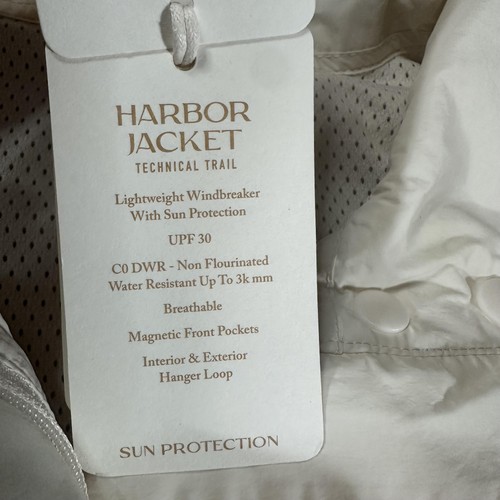 HARBOR
JACKET
TECHNICAL TRAIL
Lightweight Windbreaker
With Sun Protection
UPF 30
C0 DWR - Non Flourinated
Water Resistant Up To 3k mm
Breathable
Magnetic Front Pockets
Interior & Exterior
Hanger Loop
SUN PROTECTION